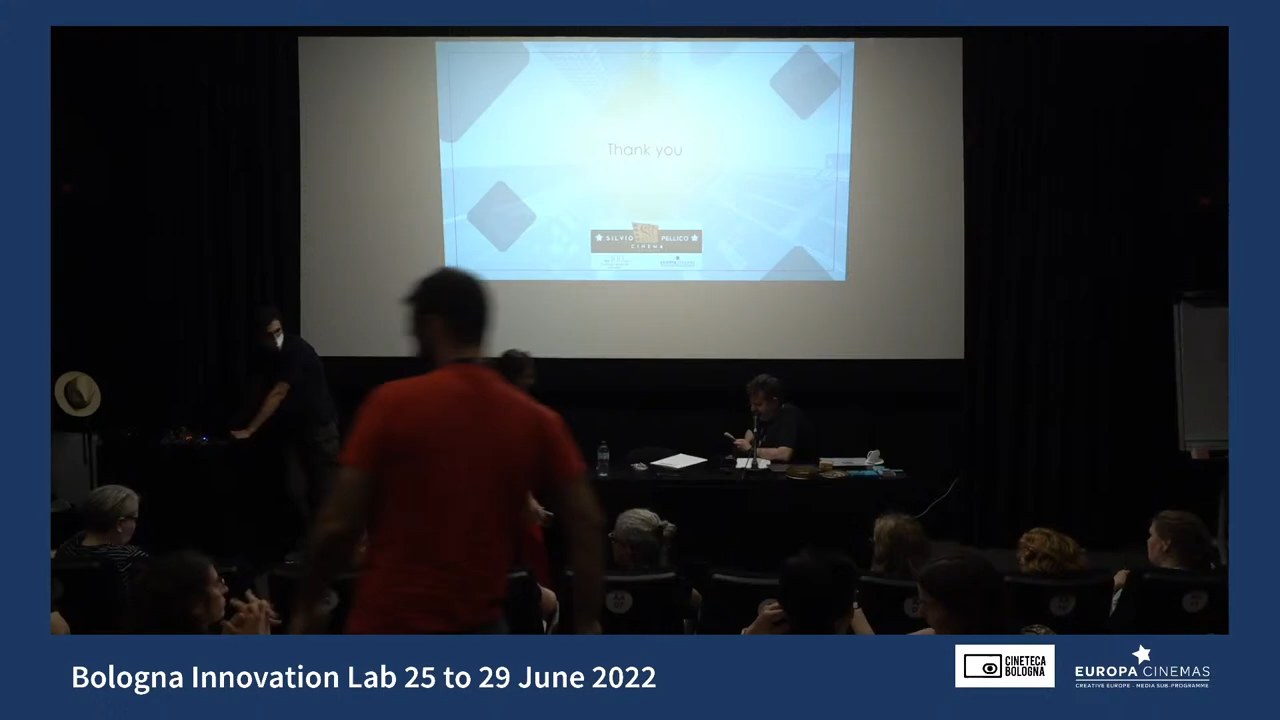 Thank you
SILVIO PELLICO
CINEMA
Bologna Innovation Lab 25 to 29 June 2022
CINETECA
BOLOGNA
EUROPA CINEMAS
CREATIVE EUROPE - MEDIA SUB-PROGRAMME